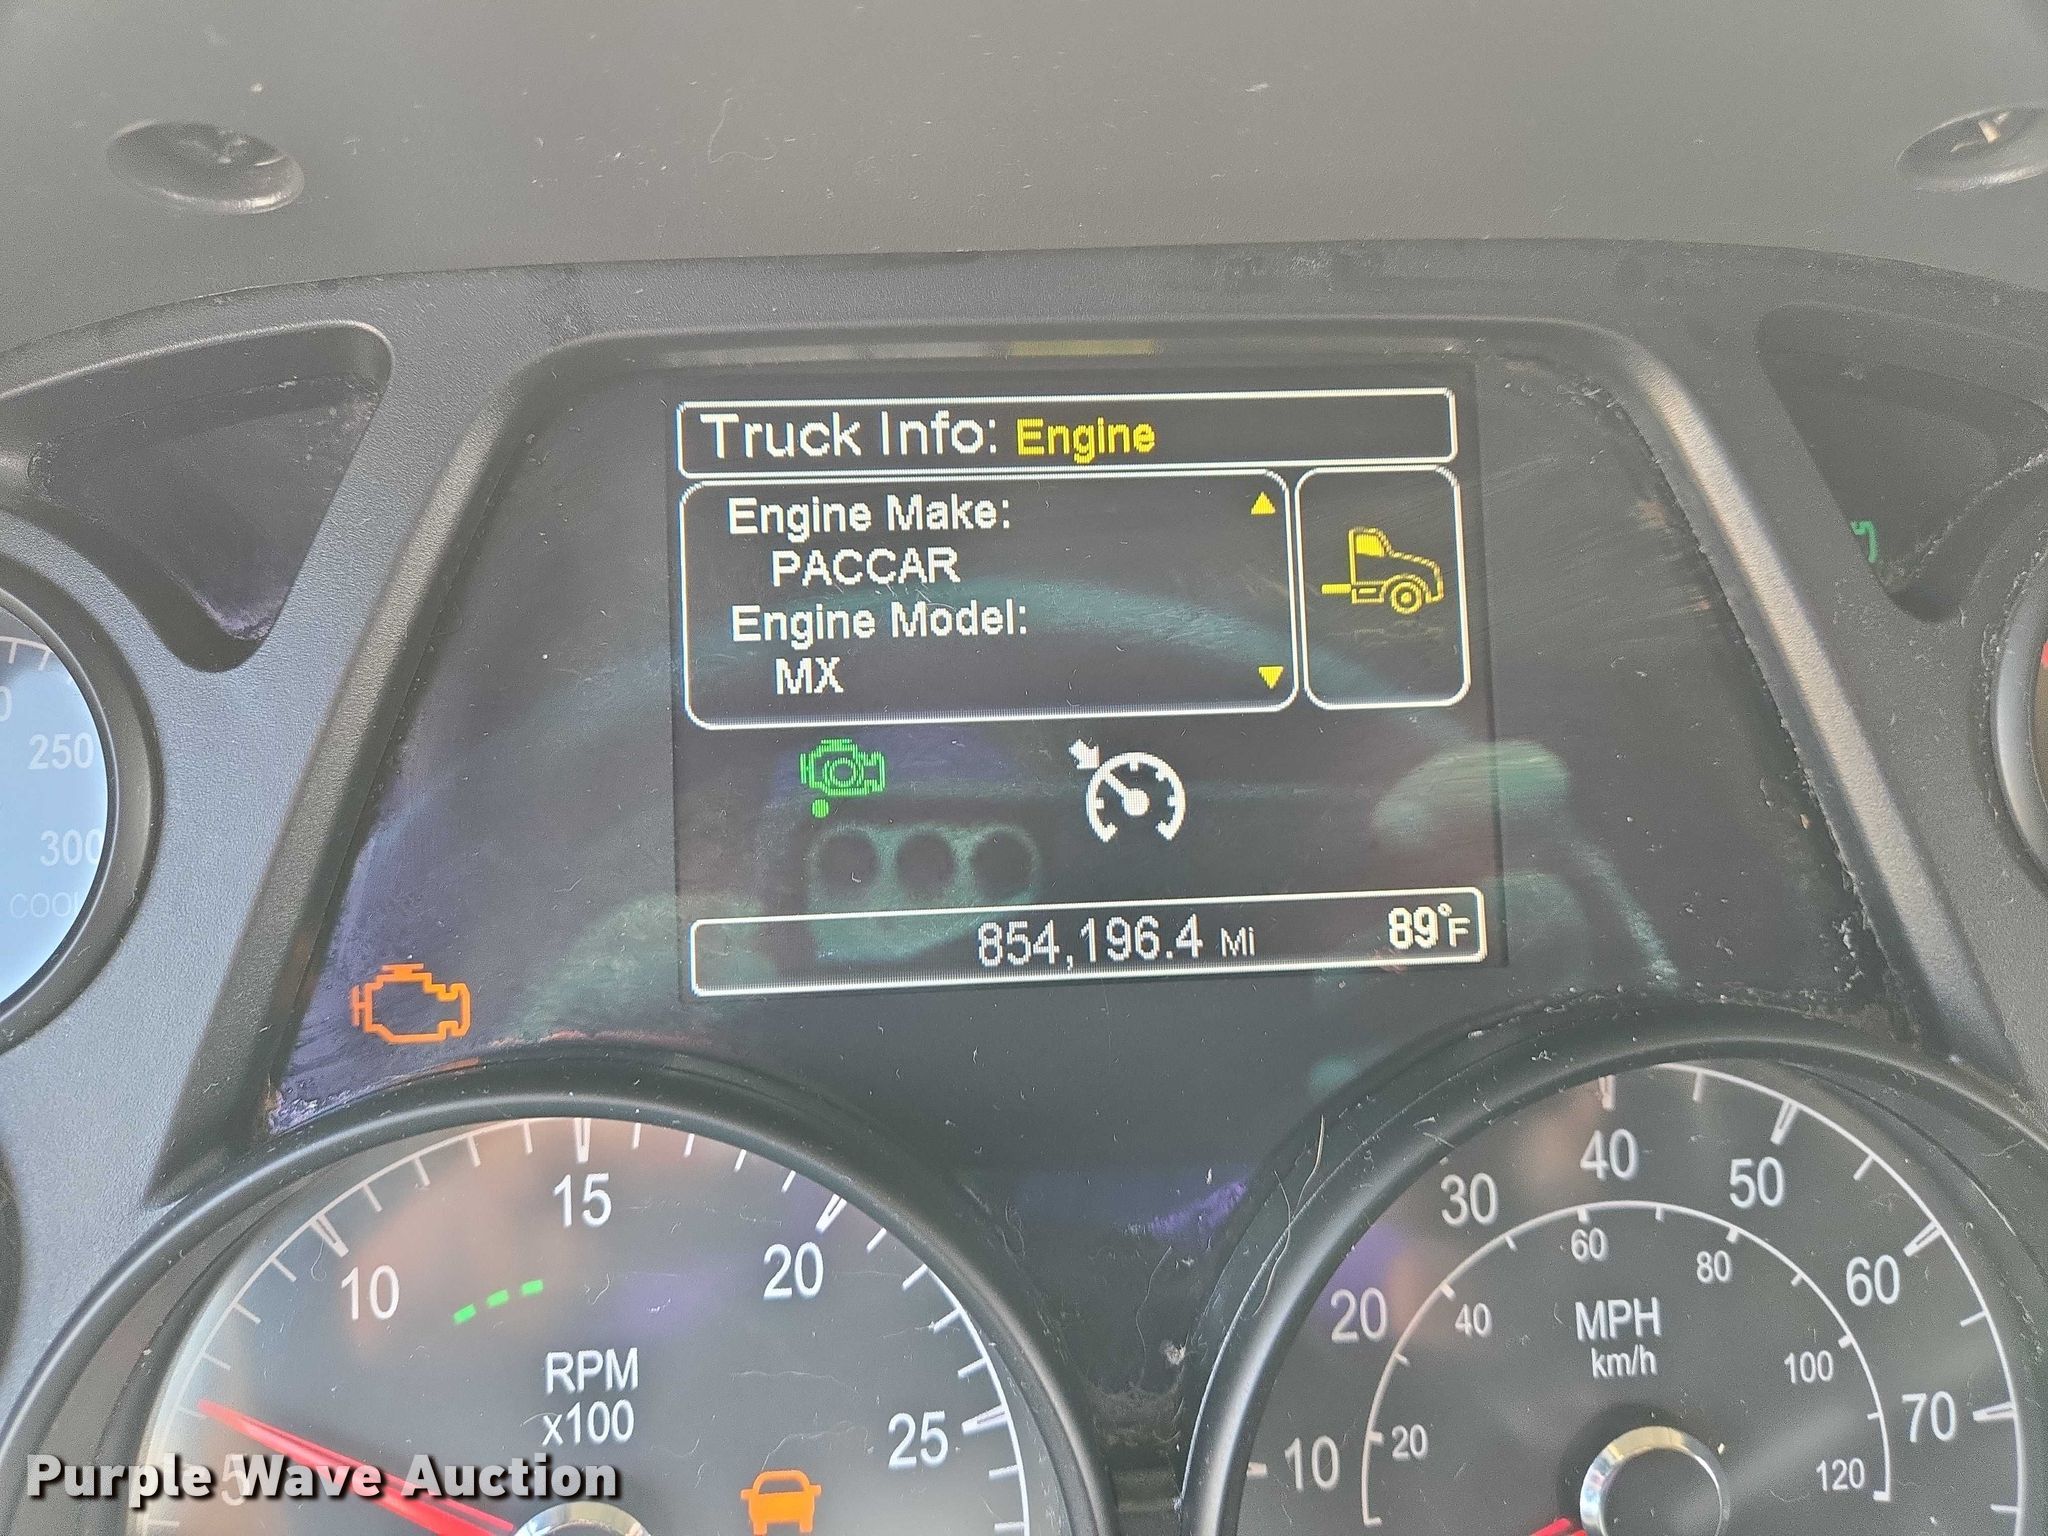 Truck Info: Engine
Engine Make:
PACCAR
Engine Model:
MX
854,196.4 Mi
89°F
250
300
15
10
20
RPM
x100
25
5
40
30
50
60
80
20
40
60
MPH
km/h
100
70
10
20
120
Purple Wave Auction